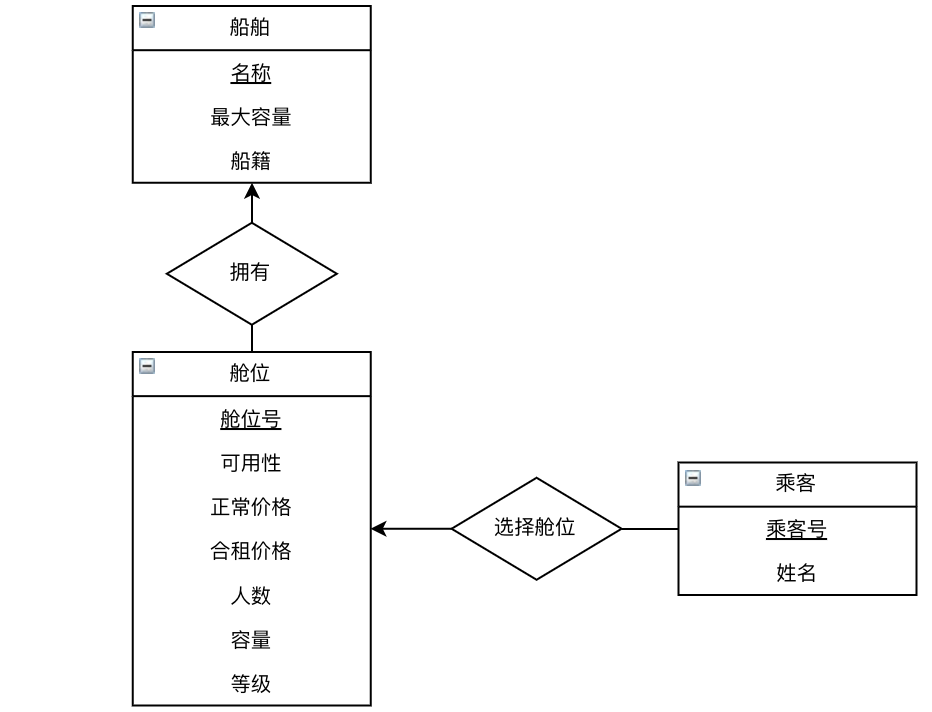 船舶
名称
最大容量
船籍
拥有
舱位
舱位号
可用性
正常价格
合租价格
人数
容量
等级
选择舱位
乘客
乘客号
姓名